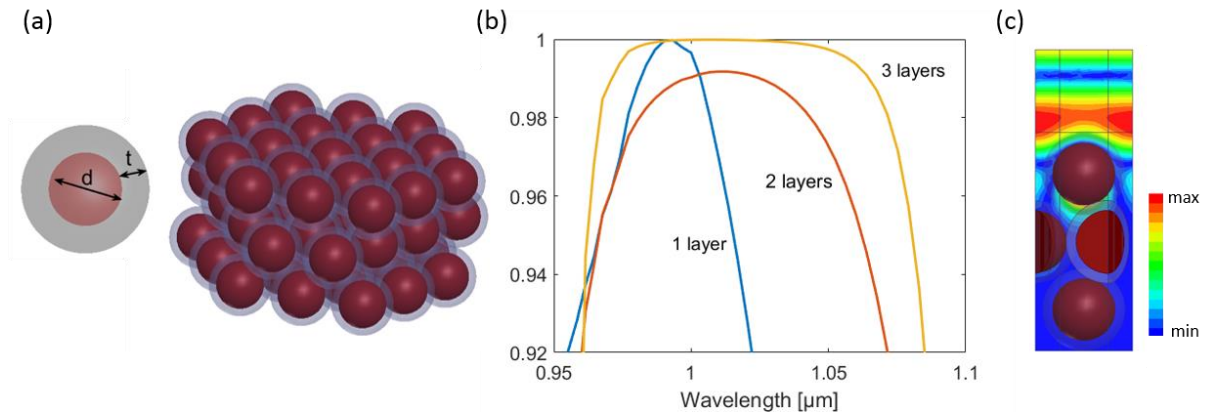 (a)
t
d
(b)
1
0.98
0.96
0.94
0.92
0.95
1
1.05
1.1
Wavelength [µm]
3 layers
2 layers
1 layer
(c)
max
min